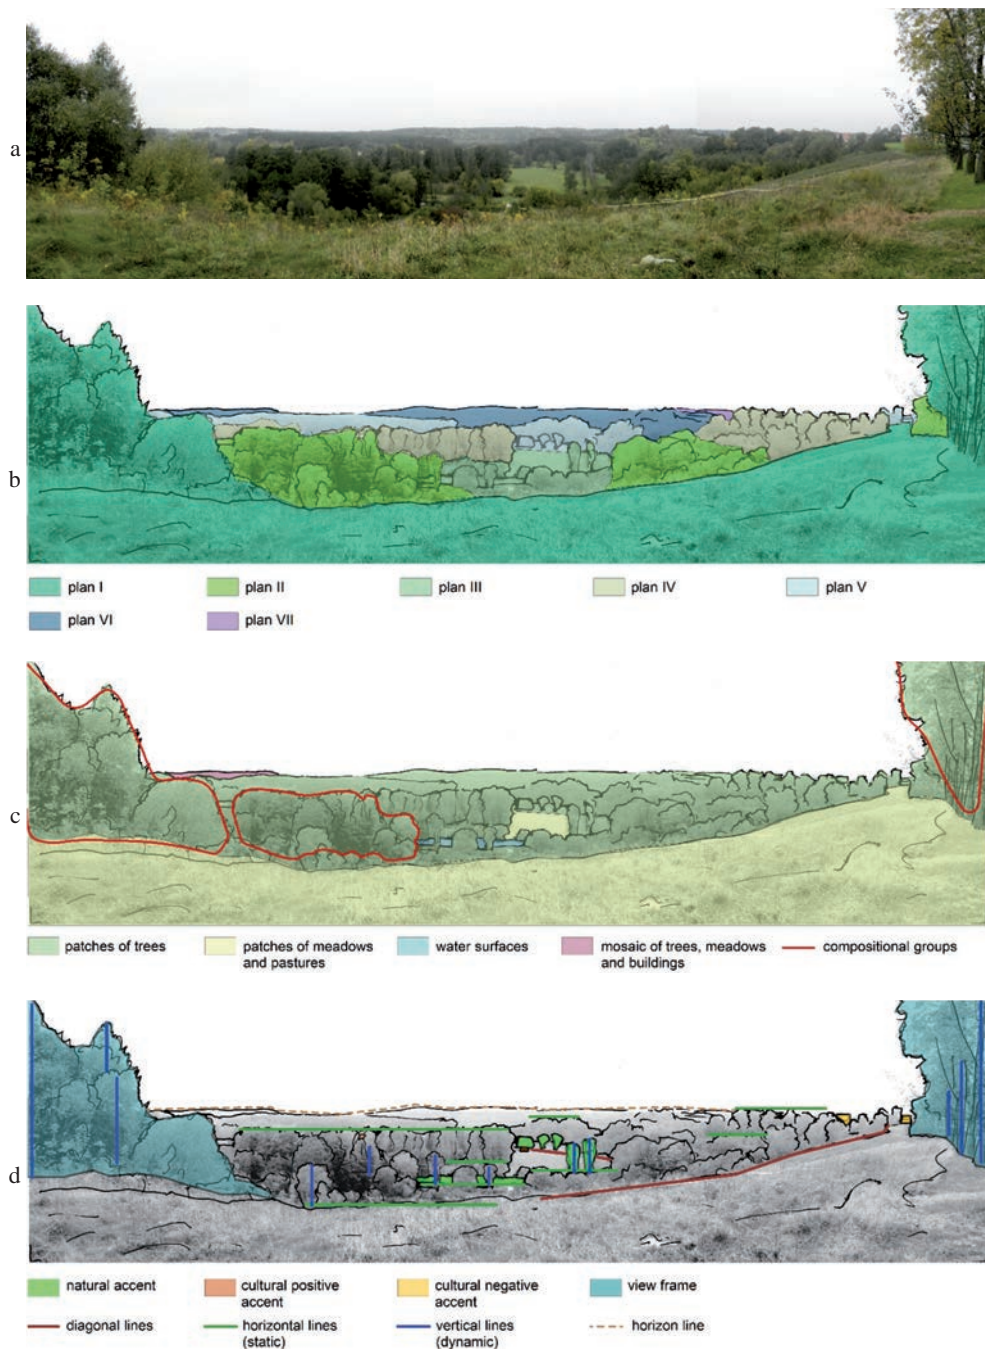 a
b
plan I plan II plan III plan IV plan V
plan VI plan VII
c
patches of trees patches of meadows and pastures water surfaces mosaic of trees, meadows and buildings compositional groups
d
natural accent cultural positive accent cultural negative accent view frame
diagonal lines horizontal lines (static) vertical lines (dynamic) horizon line